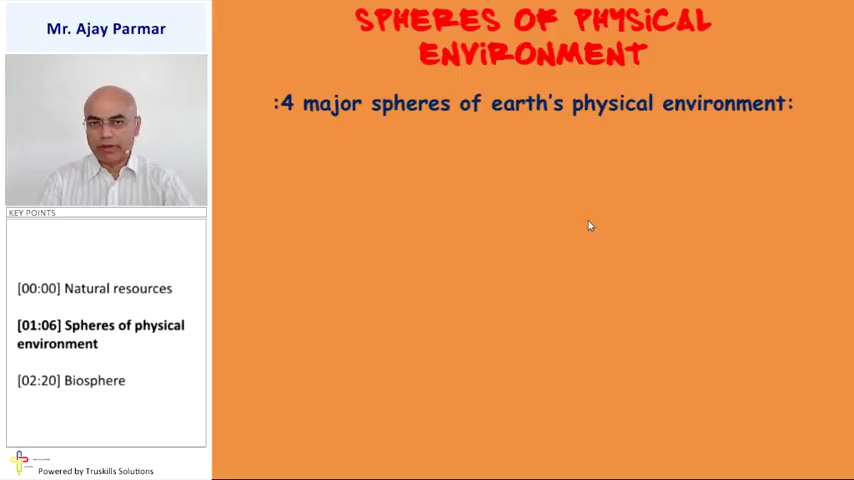 Mr. Ajay Parmar
SPHERES OF PHYSICAL
ENVIRONMENT
:4 major spheres of earth's physical environment:
KEY POINTS
[00:00] Natural resources
[01:06] Spheres of physical
environment
[02:20] Biosphere
Powered by Truskills Solutions